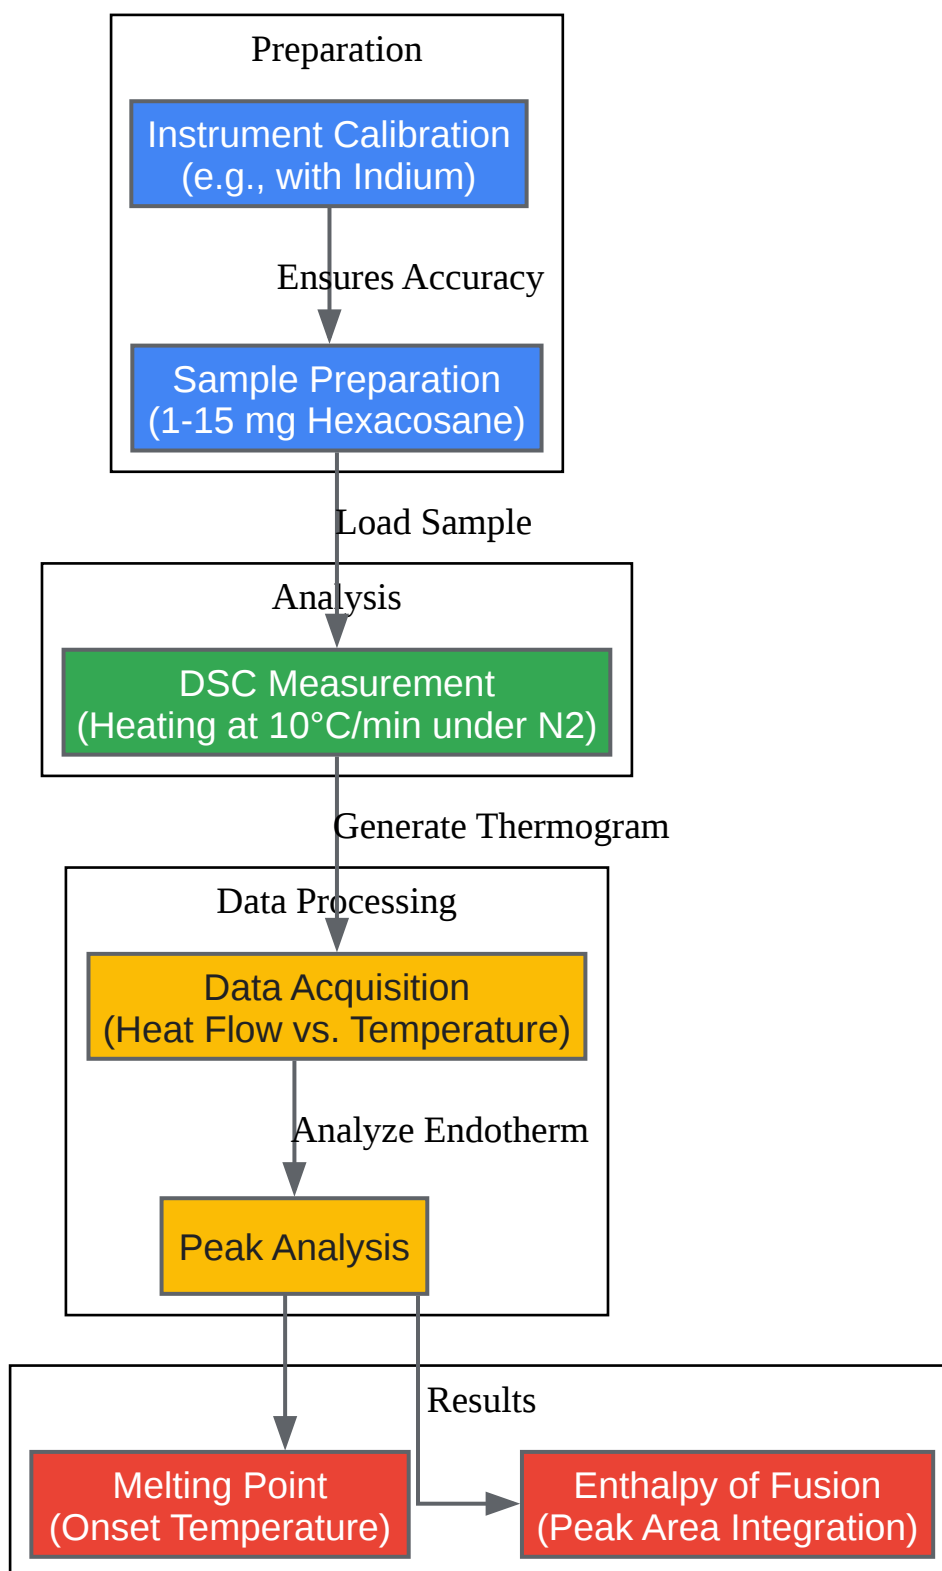 Preparation
Instrument Calibration
(e.g., with Indium)
Ensures Accuracy
Sample Preparation
(1-15 mg Hexacosane)
Load Sample
Analysis
DSC Measurement
(Heating at 10°C/min under N2)
Generate Thermogram
Data Processing
Data Acquisition
(Heat Flow vs. Temperature)
Analyze Endotherm
Peak Analysis
Results
Melting Point
(Onset Temperature)
Enthalpy of Fusion
(Peak Area Integration)